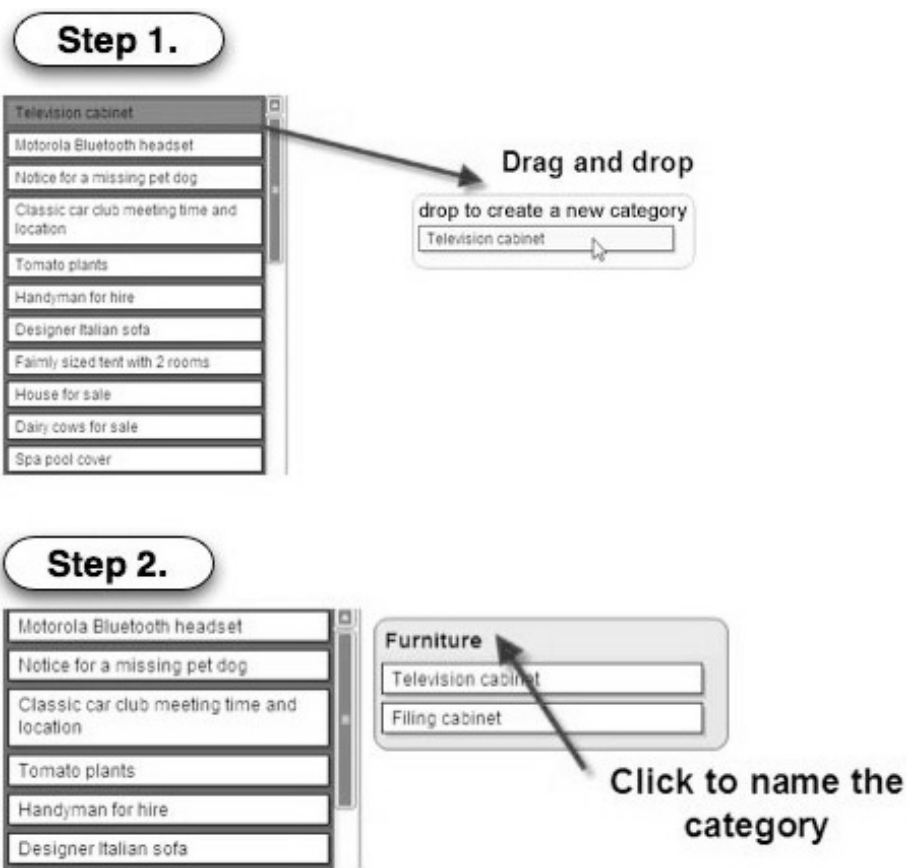 Step 1.
Television cabinet
Motorola Bluetooth headset
Notice for a missing pet dog
Classic car club meeting time and
location
Tomato plants
Handyman for hire
Designer Italian sofa
Faimly sized tent with 2 rooms
House for sale
Dairy cows for sale
Spa pool cover
Drag and drop
drop to create a new category
Television cabinet
Step 2.
Motorola Bluetooth headset
Notice for a missing pet dog
Classic car club meeting time and
location
Tomato plants
Handyman for hire
Designer Italian sofa
Furniture
Television cabinet
Filing cabinet
Click to name the
category